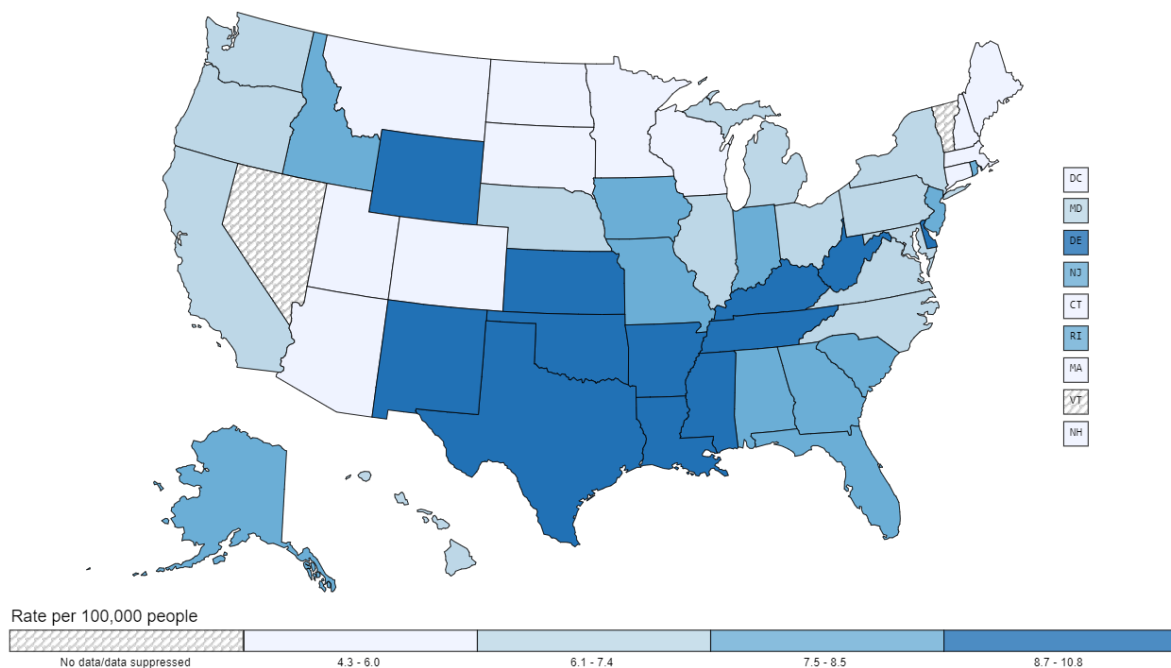 DC
MD
DE
NJ
CT
RI
MA
VT
NH
Rate per 100,000 people
No data/data suppressed
4.3 - 6.0
6.1 - 7.4
7.5 - 8.5
8.7 - 10.8